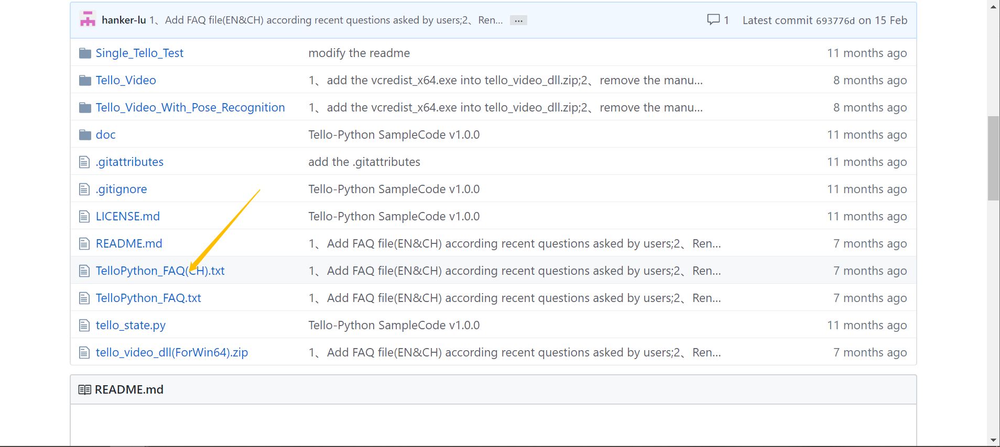 hanker-lu 1、Add FAQ file(EN&CH) according recent questions asked by users;2、Ren... ... 1 Latest commit 693776d on 15 Feb
Single_Tello_Test modify the readme 11 months ago
Tello_Video 1、add the vcredist_x64.exe into tello_video_dll.zip;2、remove the manu... 8 months ago
Tello_Video_With_Pose_Recognition 1、add the vcredist_x64.exe into tello_video_dll.zip;2、remove the manu... 8 months ago
doc Tello-Python SampleCode v1.0.0 11 months ago
.gitattributes add the .gitattributes 11 months ago
.gitignore Tello-Python SampleCode v1.0.0 11 months ago
LICENSE.md Tello-Python SampleCode v1.0.0 11 months ago
README.md 1、Add FAQ file(EN&CH) according recent questions asked by users;2、Ren... 7 months ago
TelloPython_FAQ(CH).txt 1、Add FAQ file(EN&CH) according recent questions asked by users;2、Ren... 7 months ago
TelloPython_FAQ.txt 1、Add FAQ file(EN&CH) according recent questions asked by users;2、Ren... 7 months ago
tello_state.py Tello-Python SampleCode v1.0.0 11 months ago
tello_video_dll(ForWin64).zip 1、Add FAQ file(EN&CH) according recent questions asked by users;2、Ren... 7 months ago
README.md